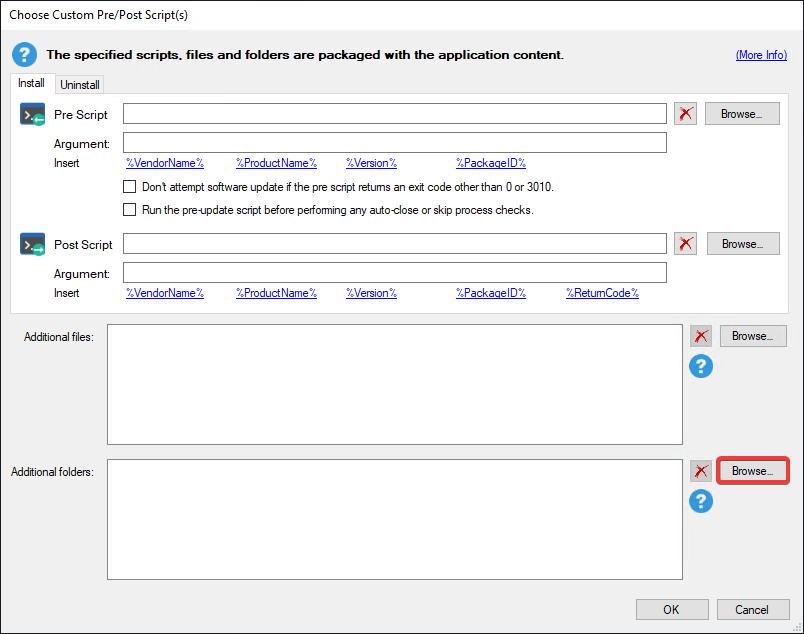 Choose Custom Pre/Post Script(s)
? The specified scripts, files and folders are packaged with the application content. (More Info)
Install Uninstall
Pre Script Browse...
Argument:
Insert %VendorName% %ProductName% %Version% %PackageID%
Don't attempt software update if the pre script returns an exit code other than 0 or 3010.
Run the pre-update script before performing any auto-close or skip process checks.
Post Script Browse...
Argument:
Insert %VendorName% %ProductName% %Version% %PackageID% %ReturnCode%
Additional files: Browse...
?
Additional folders: Browse...
?
OK Cancel